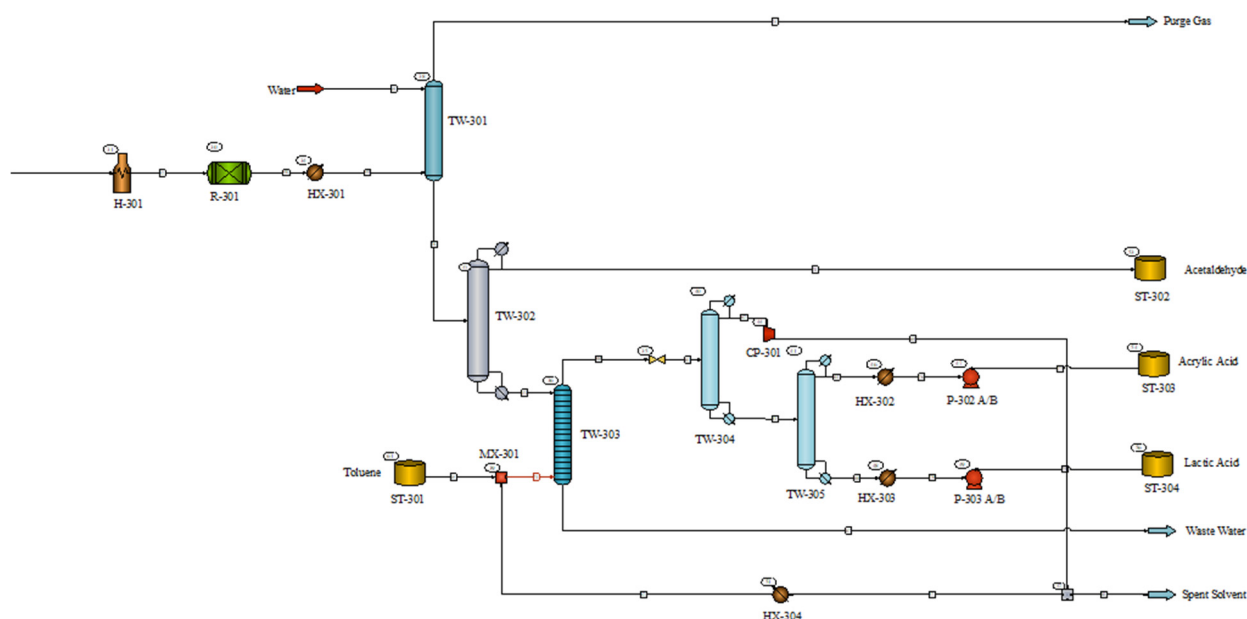 Purge Gas
Water
TW-301
H-301
R-301
HX-301
TW-302
Acetaldehyde
ST-302
CP-301
Acrylic Acid
ST-303
HX-302
P-302 A/B
TW-303
TW-304
MX-301
Toluene
ST-301
Lactic Acid
ST-304
TW-305
HX-303
P-303 A/B
Waste Water
Spent Solvent
HX-304